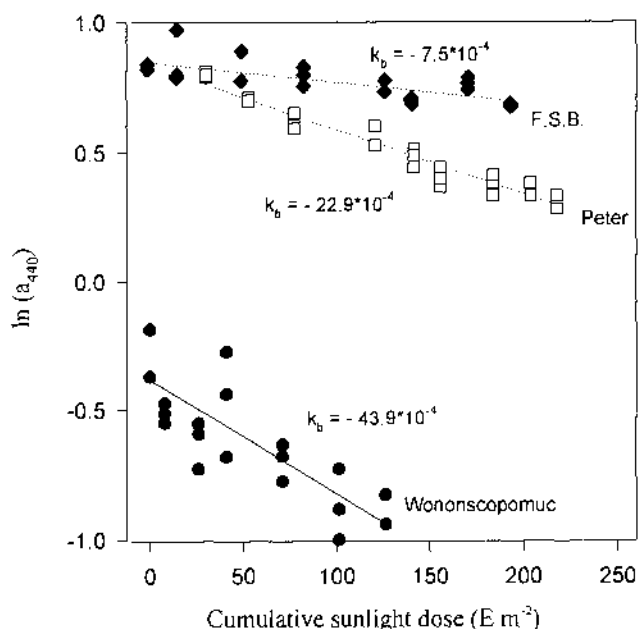 1.0
k_b = - 7.5*10^-4
F.S.B.
0.5
k_b = - 22.9*10^-4
Peter
ln (a_440)
0.0
-0.5
k_b = - 43.9*10^-4
Wononscopomuc
-1.0
0 50 100 150 200 250
Cumulative sunlight dose (E m^-2)